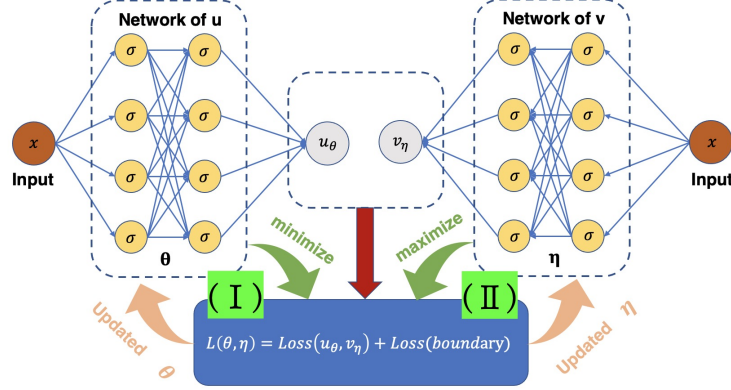 Network of u
Network of v
σ σ
σ σ
σ σ
σ σ
σ σ
σ σ
σ σ
σ σ
x
Input
u_θ
v_η
x
Input
θ
η
minimize
maximize
(Ⅰ)
(Ⅱ)
Updated θ
Updated η
L(θ, η) = Loss(u_θ, v_η) + Loss(boundary)